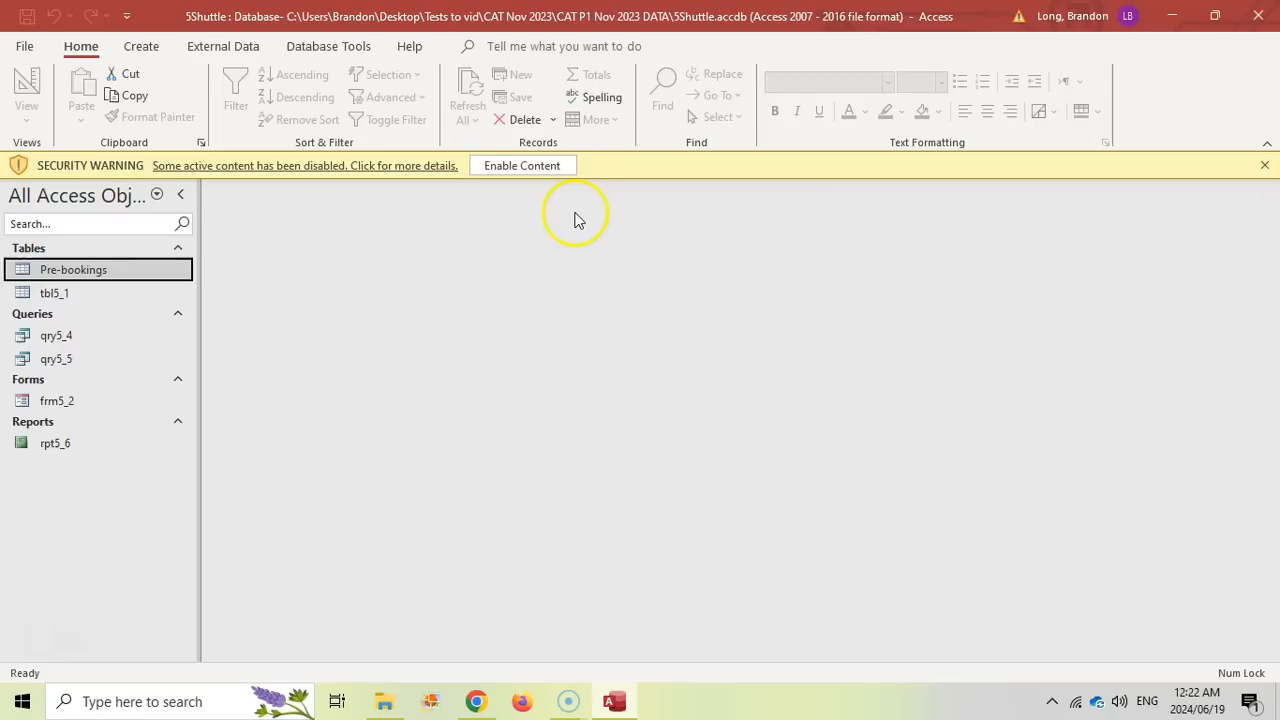 5Shuttle : Database- C:\Users\Brandon\Desktop\Tests to vid\CAT Nov 2023\CAT P1 Nov 2023 DATA\5Shuttle.accdb (Access 2007 - 2016 file format) - Access
Long, Brandon LB
File Home Create External Data Database Tools Help Tell me what you want to do
View
Views
Paste
Cut
Copy
Format Painter
Clipboard
Filter
Ascending
Descending
Remove Sort
Selection
Advanced
Toggle Filter
Sort & Filter
Refresh
All
New
Save
Delete
Totals
abc Spelling
More
Records
Find
Replace
Go To
Select
Find
B I U A
Text Formatting
SECURITY WARNING Some active content has been disabled. Click for more details. Enable Content
All Access Obj...
Search...
Tables
Pre-bookings
tbl5_1
Queries
qry5_4
qry5_5
Forms
frm5_2
Reports
rpt5_6
Ready
Num Lock
Type here to search
A
ENG
12:22 AM
2024/06/19
1